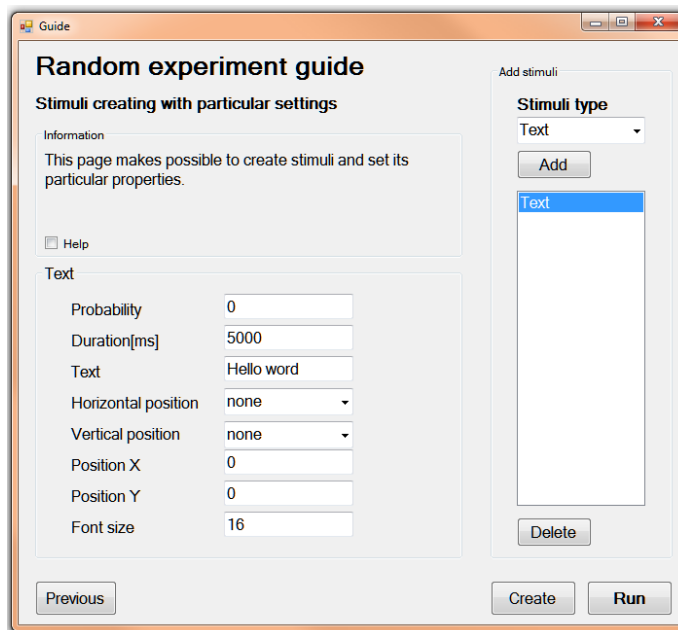 Guide
Random experiment guide
Stimuli creating with particular settings
Information
This page makes possible to create stimuli and set its
particular properties.
Help
Text
Probability 0
Duration[ms] 5000
Text Hello word
Horizontal position none
Vertical position none
Position X 0
Position Y 0
Font size 16
Add stimuli
Stimuli type
Text
Add
Text
Delete
Previous
Create
Run